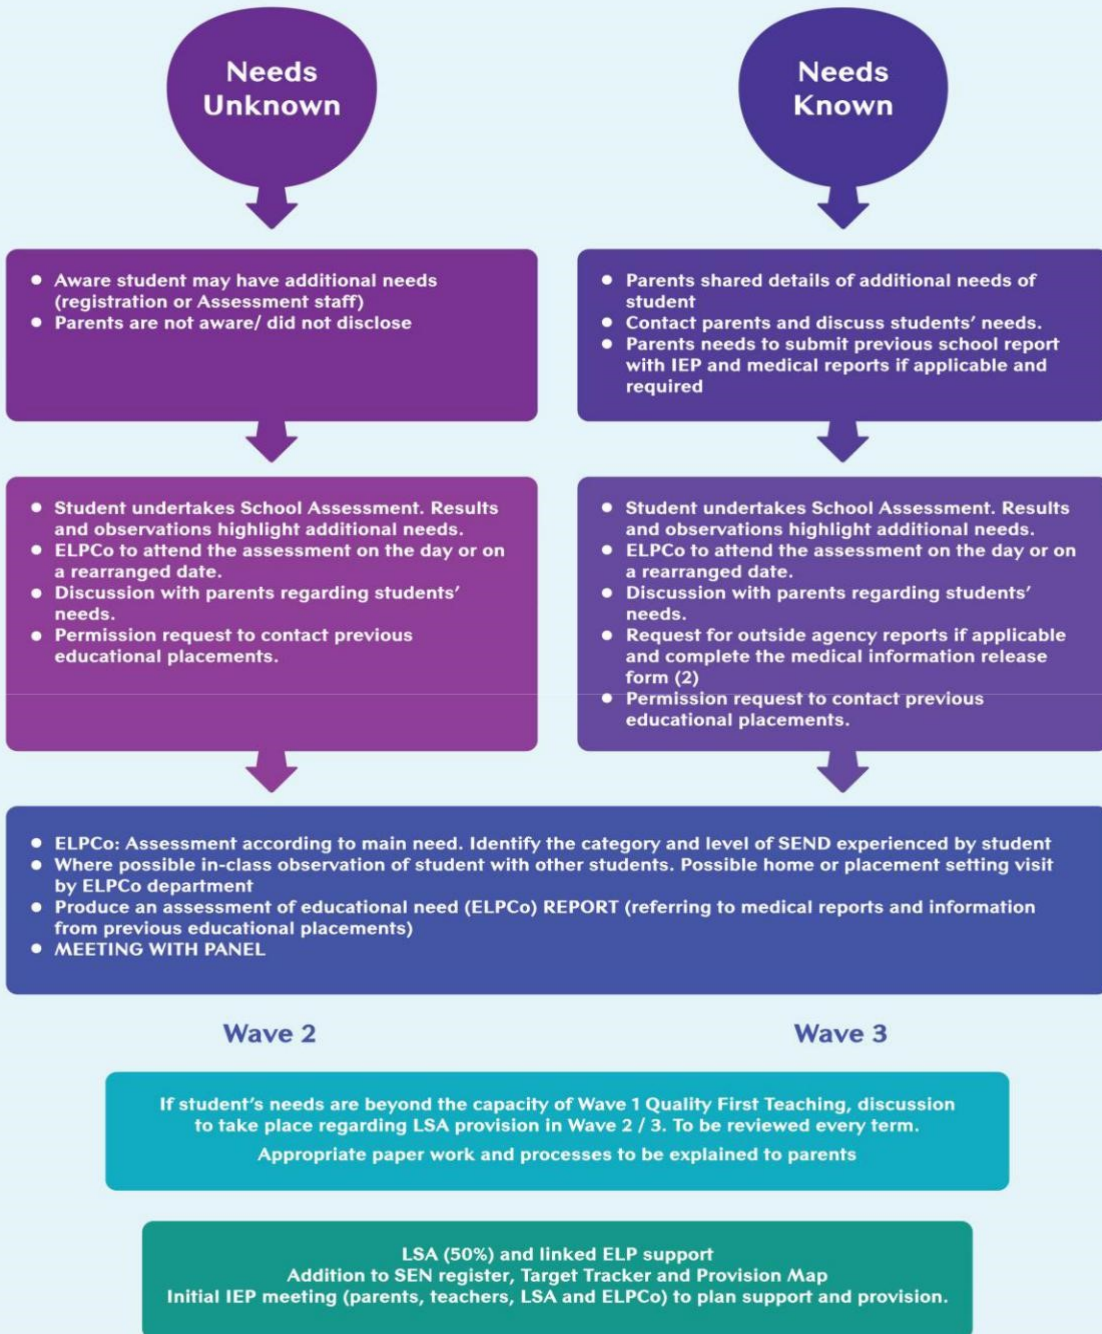 Needs
Unknown
Needs
Known
● Aware student may have additional needs
(registration or Assessment staff)
● Parents are not aware/ did not disclose
● Parents shared details of additional needs of
student
● Contact parents and discuss students’ needs.
● Parents needs to submit previous school report
with IEP and medical reports if applicable and
required
● Student undertakes School Assessment. Results
and observations highlight additional needs.
● ELPCo to attend the assessment on the day or on
a rearranged date.
● Discussion with parents regarding students’
needs.
● Permission request to contact previous
educational placements.
● Student undertakes School Assessment. Results
and observations highlight additional needs.
● ELPCo to attend the assessment on the day or on
a rearranged date.
● Discussion with parents regarding students’
needs.
● Request for outside agency reports if applicable
and complete the medical information release
form (2)
● Permission request to contact previous
educational placements.
● ELPCo: Assessment according to main need. Identify the category and level of SEND experienced by student
● Where possible in-class observation of student with other students. Possible home or placement setting visit
by ELPCo department
● Produce an assessment of educational need (ELPCo) REPORT (referring to medical reports and information
from previous educational placements)
● MEETING WITH PANEL
Wave 2
Wave 3
If student’s needs are beyond the capacity of Wave 1 Quality First Teaching, discussion
to take place regarding LSA provision in Wave 2 / 3. To be reviewed every term.
Appropriate paper work and processes to be explained to parents
LSA (50%) and linked ELP support
Addition to SEN register, Target Tracker and Provision Map
Initial IEP meeting (parents, teachers, LSA and ELPCo) to plan support and provision.